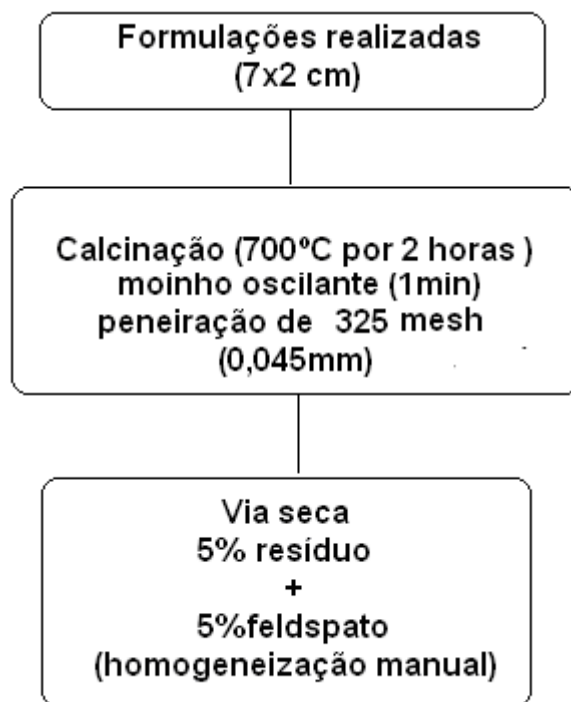 Formulações realizadas
(7x2 cm)
Calcinação (700ºC por 2 horas )
moinho oscilante (1min)
peneiração de 325 mesh
(0,045mm)
Via seca
5% resíduo
+
5%feldspato
(homogeneização manual)